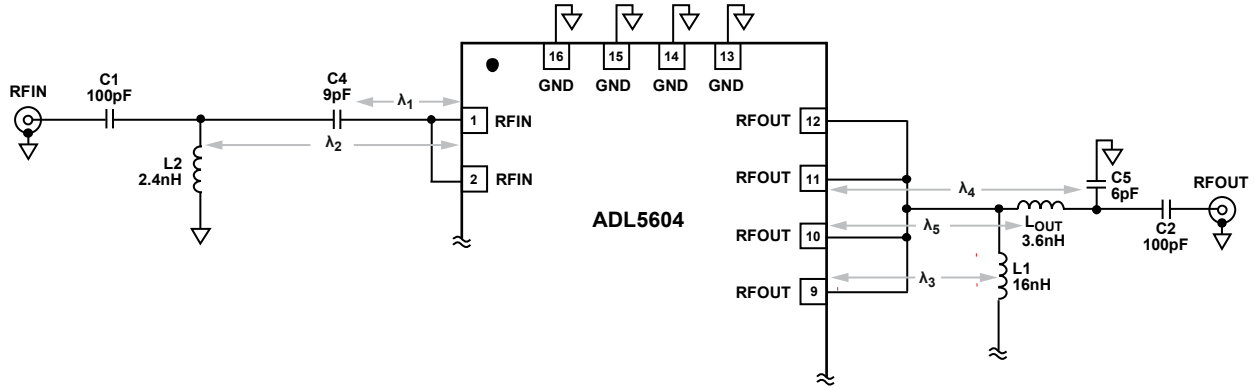 16
15
14
13
GND
GND
GND
GND
RFIN
C1
100pF
C4
9pF
λ1
1
RFIN
L2
2.4nH
λ2
2
RFIN
ADL5604
RFOUT
12
RFOUT
11
RFOUT
10
RFOUT
9
λ4
λ5
λ3
LOUT
3.6nH
L1
16nH
C5
6pF
C2
100pF
RFOUT